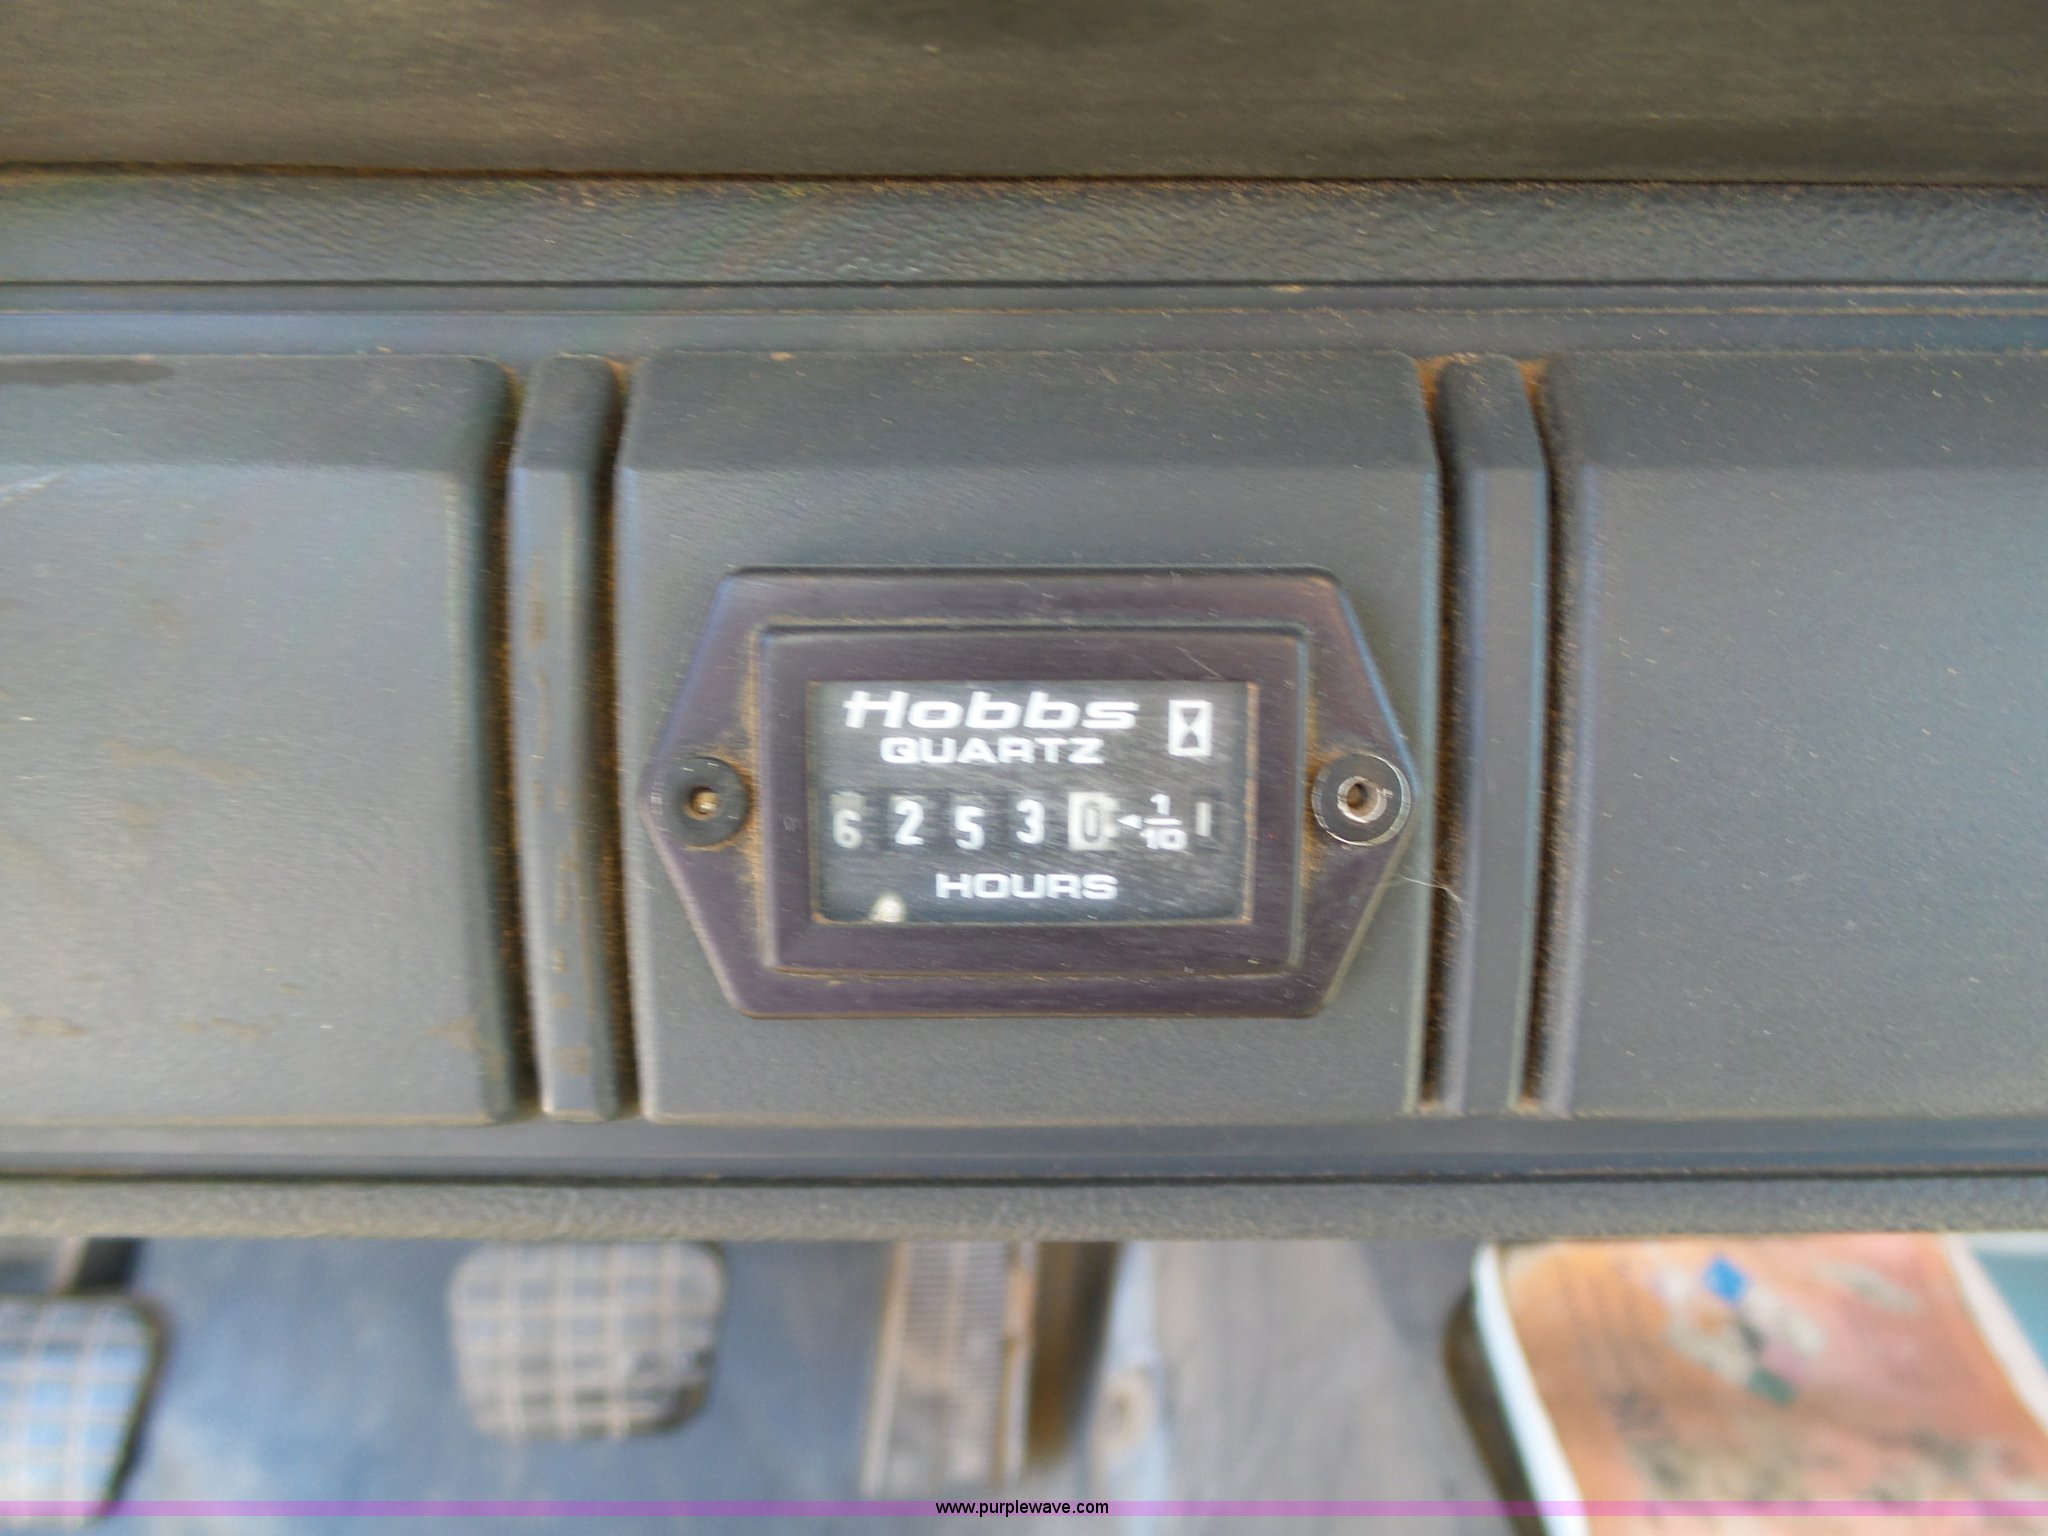 Hobbs
QUARTZ
6 2 5 3 0 ◄ 1/10
HOURS
www.purplewave.com